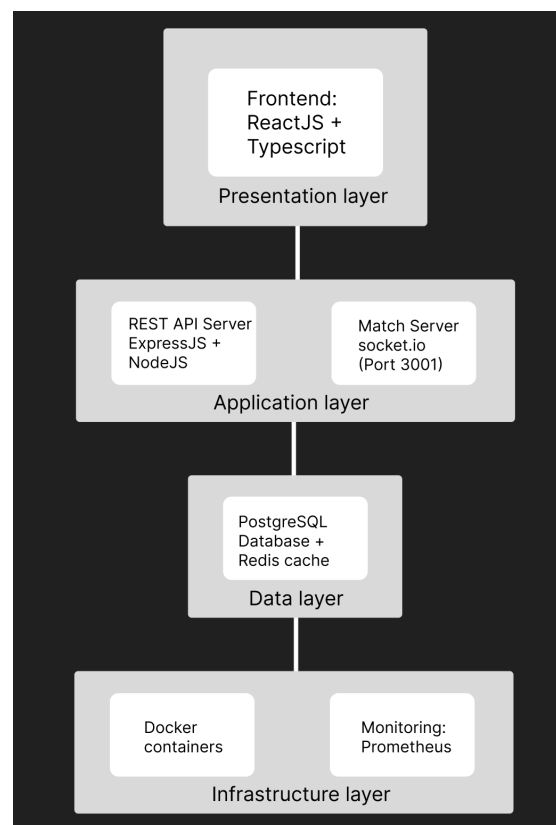 Frontend:
ReactJS +
Typescript
Presentation layer
REST API Server
ExpressJS +
NodeJS
Match Server
socket.io
(Port 3001)
Application layer
PostgreSQL
Database +
Redis cache
Data layer
Docker
containers
Monitoring:
Prometheus
Infrastructure layer